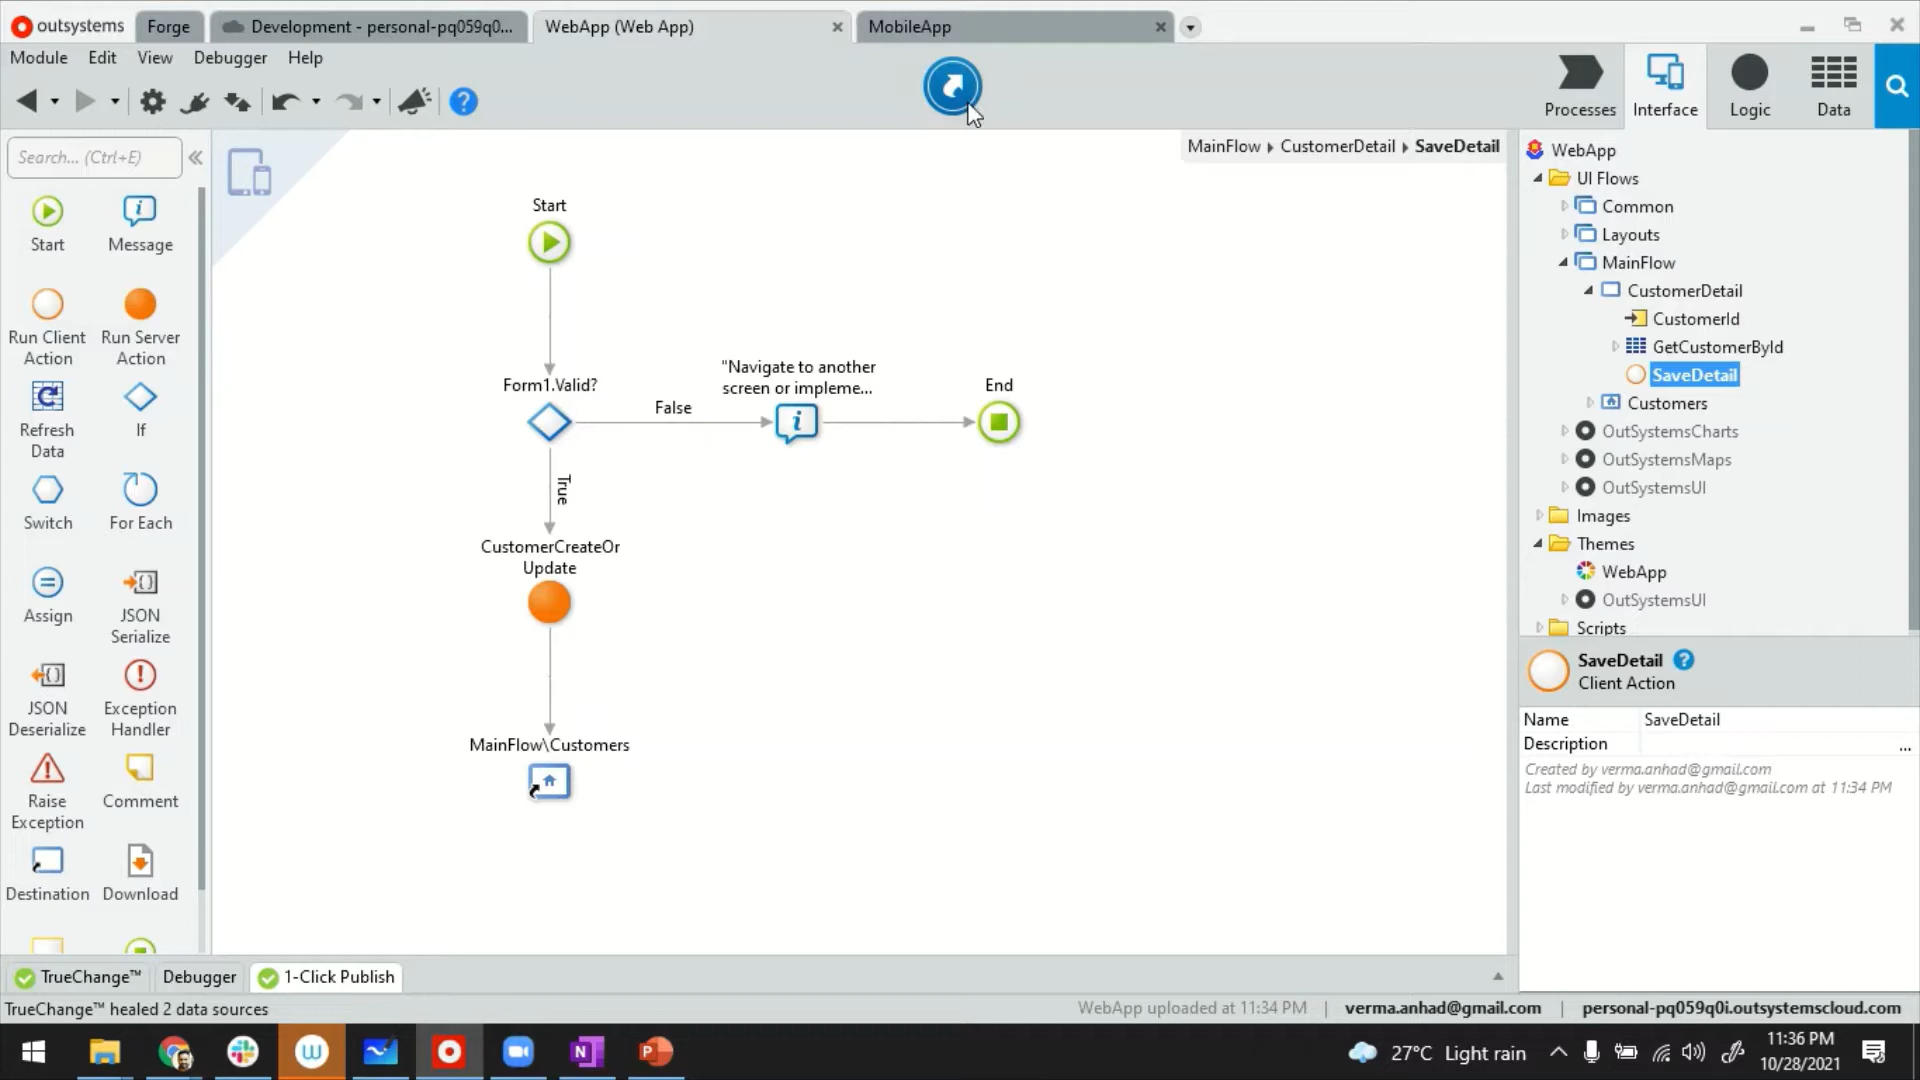 outsystems
Forge
Development - personal-pq059q0...
WebApp (Web App)
MobileApp
Module
Edit
View
Debugger
Help
Processes
Interface
Logic
Data
Search... (Ctrl+E)
Start
Message
Run Client
Action
Run Server
Action
Refresh
Data
If
Switch
For Each
Assign
JSON
Serialize
JSON
Deserialize
Exception
Handler
Raise
Exception
Comment
Destination
Download
MainFlow
CustomerDetail
SaveDetail
Start
Form1.Valid?
False
"Navigate to another
screen or impleme...
End
True
CustomerCreateOr
Update
MainFlow\Customers
WebApp
UI Flows
Common
Layouts
MainFlow
CustomerDetail
CustomerId
GetCustomerById
SaveDetail
Customers
OutSystemsCharts
OutSystemsMaps
OutSystemsUI
Images
Themes
WebApp
OutSystemsUI
Scripts
SaveDetail
Client Action
Name
SaveDetail
Description
...
Created by verma.anhad@gmail.com
Last modified by verma.anhad@gmail.com at 11:34 PM
TrueChange™
Debugger
1-Click Publish
TrueChange™ healed 2 data sources
WebApp uploaded at 11:34 PM
verma.anhad@gmail.com
personal-pq059q0i.outsystemscloud.com
27°C Light rain
11:36 PM
10/28/2021